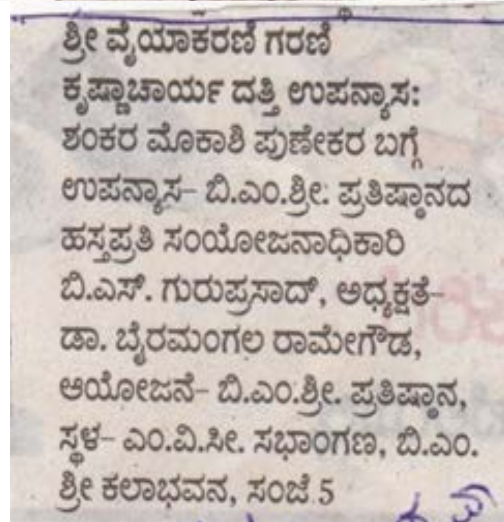 ಶ್ರೀ ವೈಯಾಕರಣಿ ಗರಣಿ
ಕೃಷ್ಣಾಚಾರ್ಯ ದತ್ತಿ ಉಪನ್ಯಾಸ:
ಶಂಕರ ಮೊಕಾಶಿ ಪುಣೇಕರ ಬಗ್ಗೆ
ಉಪನ್ಯಾಸ- ಬಿ.ಎಂ.ಶ್ರೀ. ಪ್ರತಿಷ್ಠಾನದ
ಹಸ್ತಪ್ರತಿ ಸಂಯೋಜನಾಧಿಕಾರಿ
ಬಿ.ಎಸ್. ಗುರುಪ್ರಸಾದ್, ಅಧ್ಯಕ್ಷತೆ-
ಡಾ. ಬೈರಮಂಗಲ ರಾಮೇಗೌಡ,
ಆಯೋಜನೆ- ಬಿ.ಎಂ.ಶ್ರೀ. ಪ್ರತಿಷ್ಠಾನ,
ಸ್ಥಳ- ಎಂ.ವಿ.ಸೀ. ಸಭಾಂಗಣ, ಬಿ.ಎಂ.
ಶ್ರೀ ಕಲಾಭವನ, ಸಂಜೆ 5